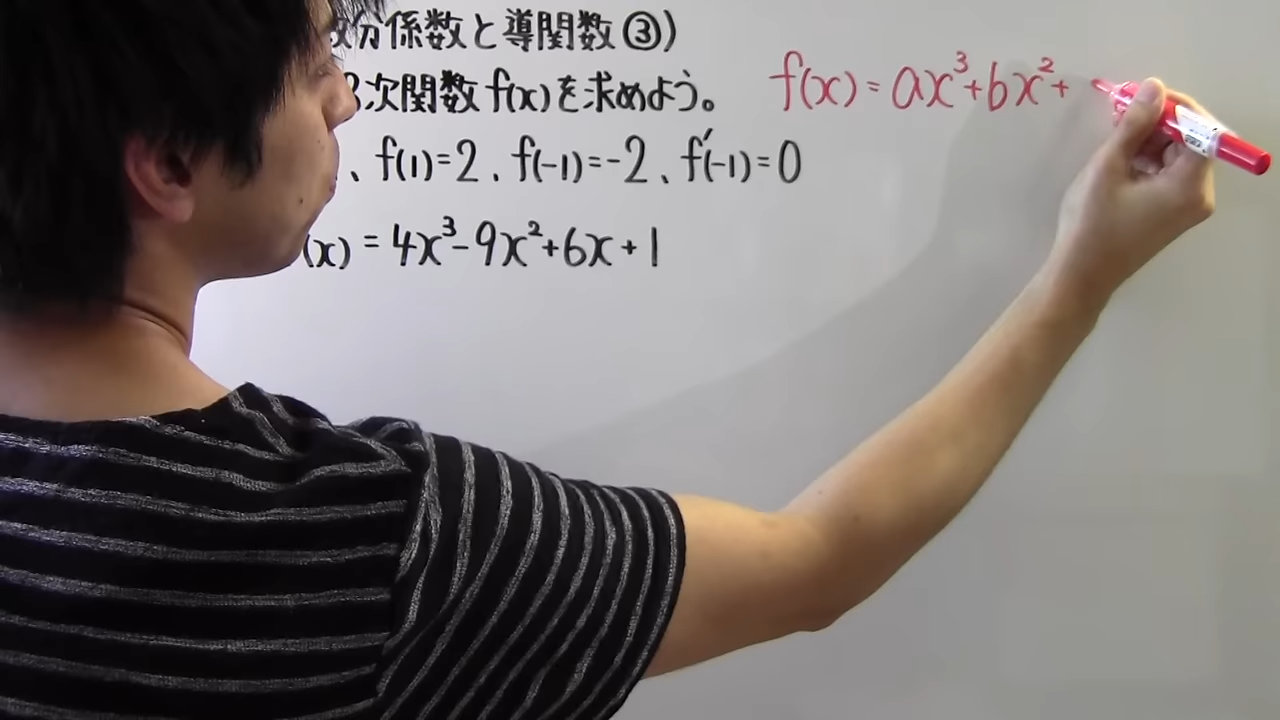 分係数と導関数③)
3次関数f(x)を求めよう。
f(x)=ax³+bx²+
、f(1)=2、f(-1)=-2、f'(-1)=0
(x)=4x³-9x²+6x+1